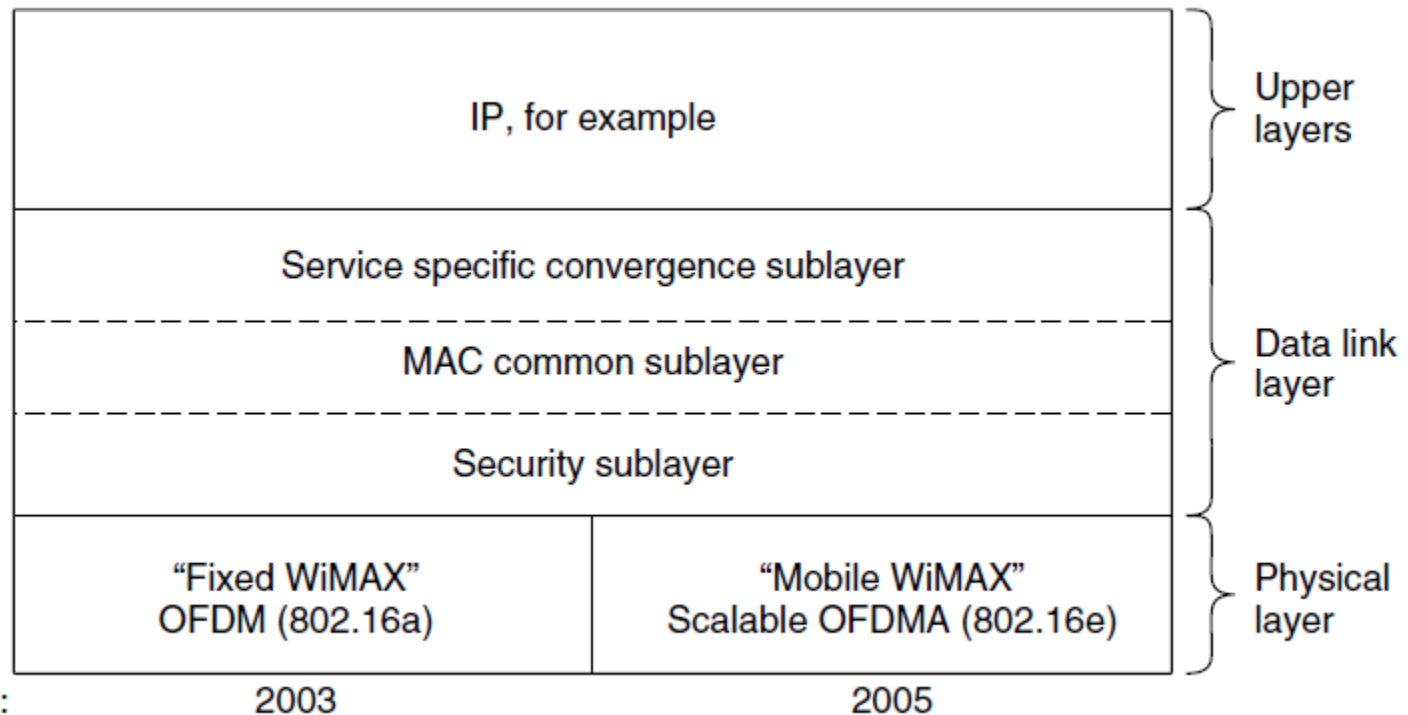 IP, for example
Upper
layers
Service specific convergence sublayer
MAC common sublayer
Security sublayer
Data link
layer
“Fixed WiMAX”
OFDM (802.16a)
“Mobile WiMAX”
Scalable OFDMA (802.16e)
Physical
layer
: 2003 2005